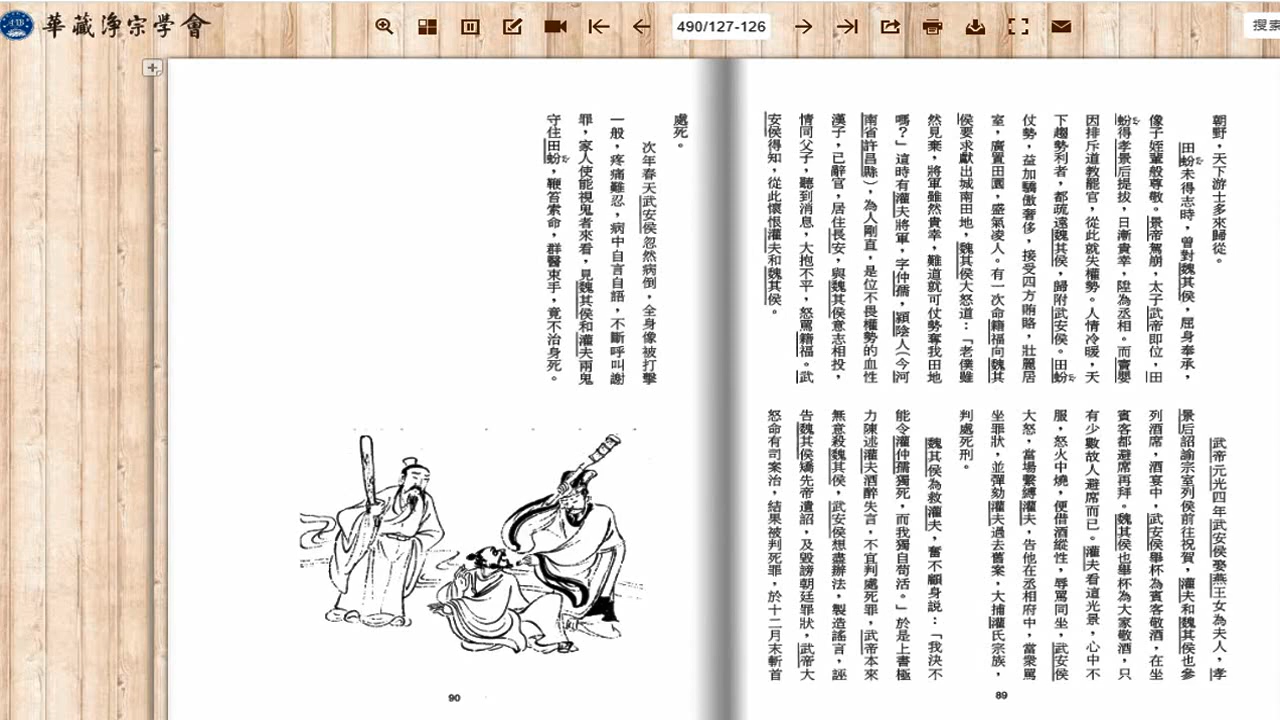 華藏淨宗學會
490/127-126
搜索
朝野，天下游士多來歸從。
田蚡未得志時，曾對魏其侯，屈身奉承，
像子姪輩般尊敬。景帝駕崩，太子武帝即位，田
蚡得孝景后提拔，日漸貴幸，陞為丞相。而竇嬰
因排斥道教罷官，從此就失權勢。人情冷暖，天
下趨勢利者，都疏遠魏其侯，歸附武安侯。田蚡
仗勢，益加驕傲奢侈，接受四方賄賂，壯麗居
室，廣置田園，盛氣凌人。有一次命籍福向魏其
侯要求獻出城南田地，魏其侯大怒道：「老僕雖
然見棄，將軍雖然貴幸，難道就可仗勢奪我田地
嗎？」這時有灌夫將軍，字仲孺，潁陰人（今河
南省許昌縣），為人剛直，是位不畏權勢的血性
漢子，已辭官，居住長安，與魏其侯意志相投，
情同父子，聽到消息，大抱不平，怒罵籍福。武
安侯得知，從此懷恨灌夫和魏其侯。
武帝元光四年武安侯娶燕王女為夫人，孝
景后詔諭宗室列侯前往祝賀，灌夫和魏其侯也參
列酒席，酒宴中，武安侯舉杯為賓客敬酒，在坐
賓客都避席再拜。魏其侯也舉杯為大家敬酒，只
有少數故人避席而已。灌夫看這光景，心中不
服，怒火中燒，便借酒縱性，辱罵同坐，武安侯
大怒，當場繫縛灌夫，告他在丞相府中，當眾罵
坐罪狀，並彈劾灌夫過去舊案，大捕灌氏宗族，
判處死刑。
魏其侯為救灌夫，奮不顧身說：「我決不
能令灌仲孺獨死，而我獨自苟活。」於是上書極
力陳述灌夫酒醉失言，不宜判處死罪，武帝本來
無意殺魏其侯，武安侯想盡辦法，製造謠言，誣
告魏其侯矯先帝遺詔，及毀謗朝廷罪狀，武帝大
怒命有司案治，結果被判死罪，於十二月末斬首
89
處死。
次年春天武安侯忽然病倒，全身像被打擊
一般，疼痛難忍，病中自言自語，不斷呼叫謝
罪，家人使能視鬼者來看，見魏其侯和灌夫兩鬼
守住田蚡，鞭笞索命，群醫束手，竟不治身死。
90